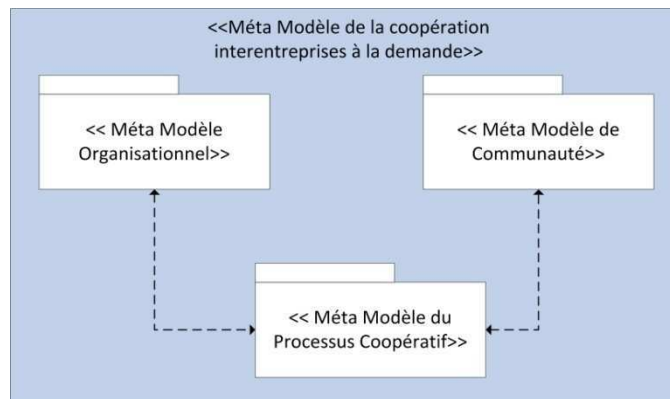 <<Méta Modèle de la coopération
interentreprises à la demande>>
<< Méta Modèle
Organisationnel>>
<< Méta Modèle de
Communauté>>
<< Méta Modèle du
Processus Coopératif>>